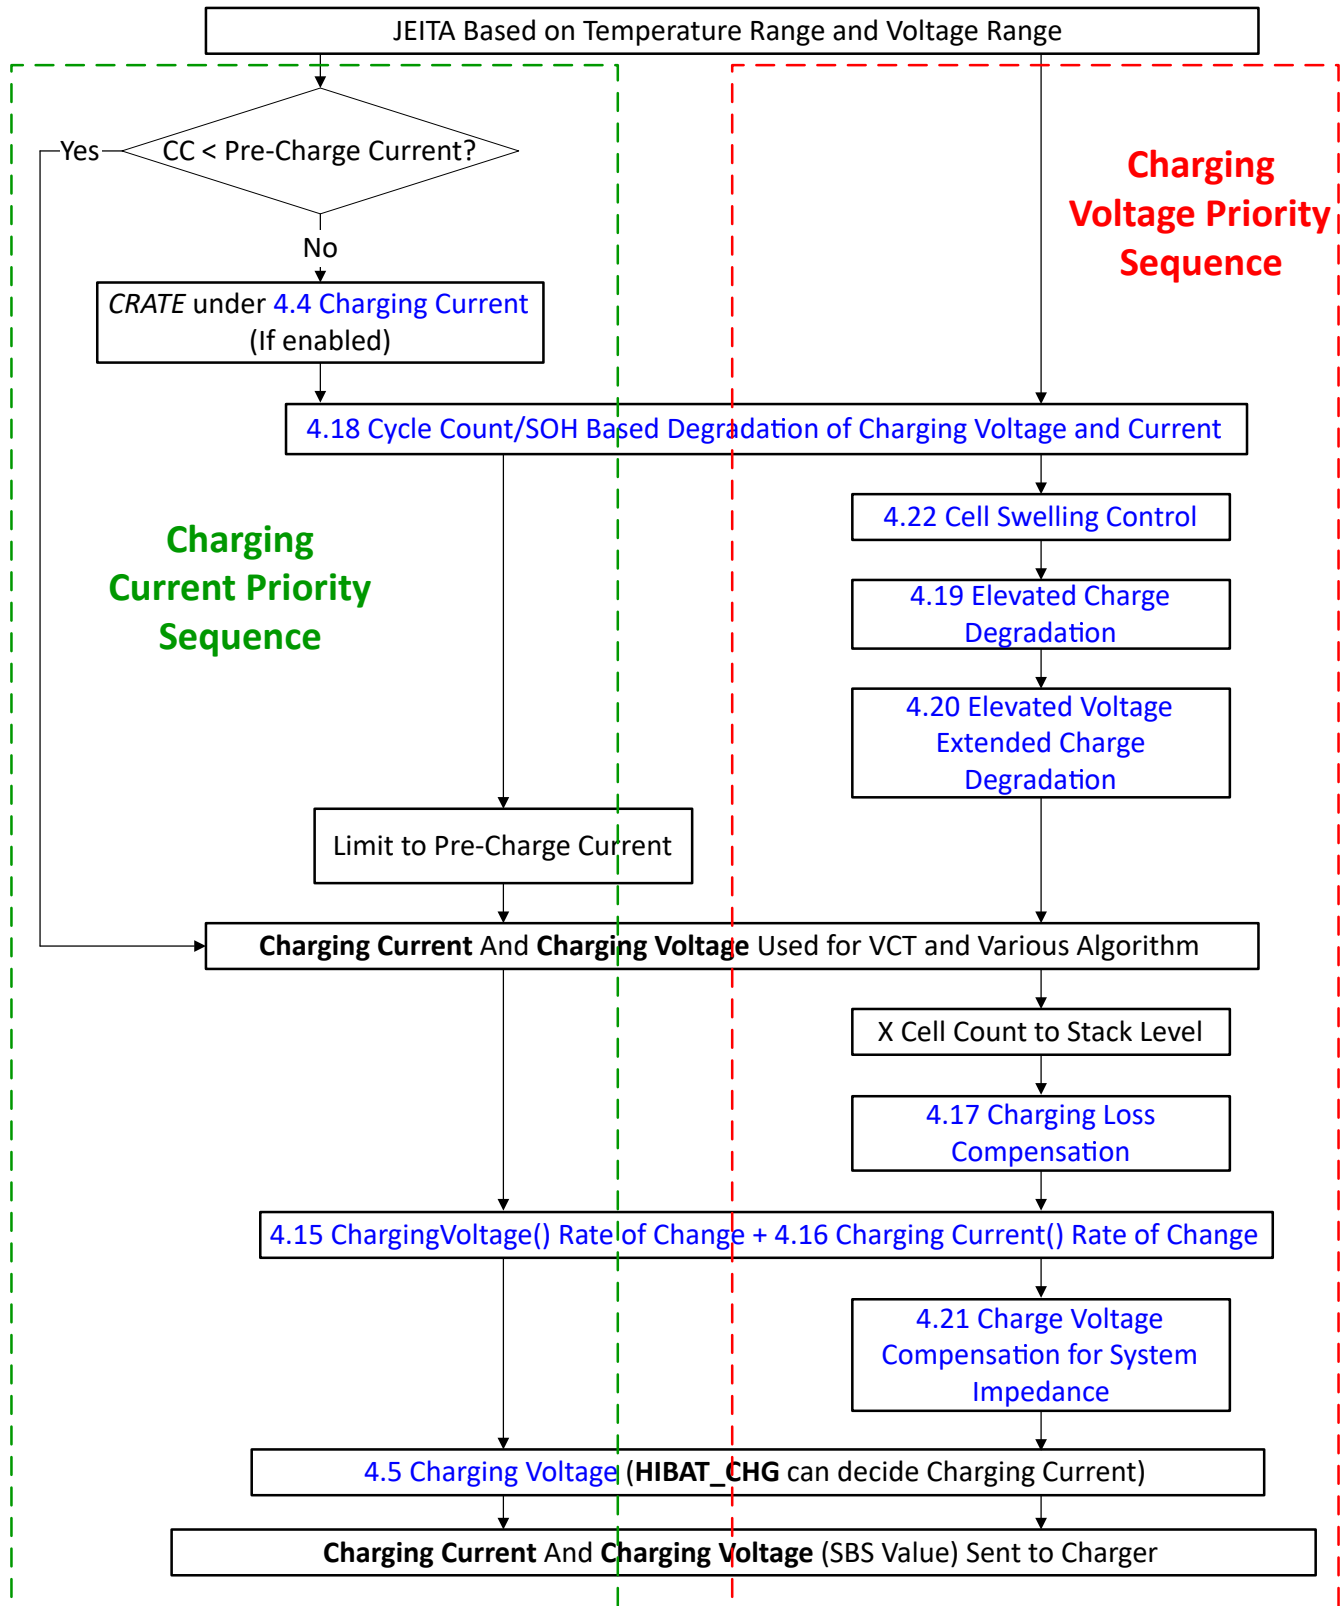 JEITA Based on Temperature Range and Voltage Range
CC < Pre-Charge Current?
Yes
No
Charging
Voltage Priority
Sequence
CRATE under 4.4 Charging Current
(If enabled)
4.18 Cycle Count/SOH Based Degradation of Charging Voltage and Current
4.22 Cell Swelling Control
Charging
Current Priority
Sequence
4.19 Elevated Charge
Degradation
4.20 Elevated Voltage
Extended Charge
Degradation
Limit to Pre-Charge Current
Charging Current And Charging Voltage Used for VCT and Various Algorithm
X Cell Count to Stack Level
4.17 Charging Loss
Compensation
4.15 ChargingVoltage() Rate of Change + 4.16 Charging Current() Rate of Change
4.21 Charge Voltage
Compensation for System
Impedance
4.5 Charging Voltage (HIBAT_CHG can decide Charging Current)
Charging Current And Charging Voltage (SBS Value) Sent to Charger